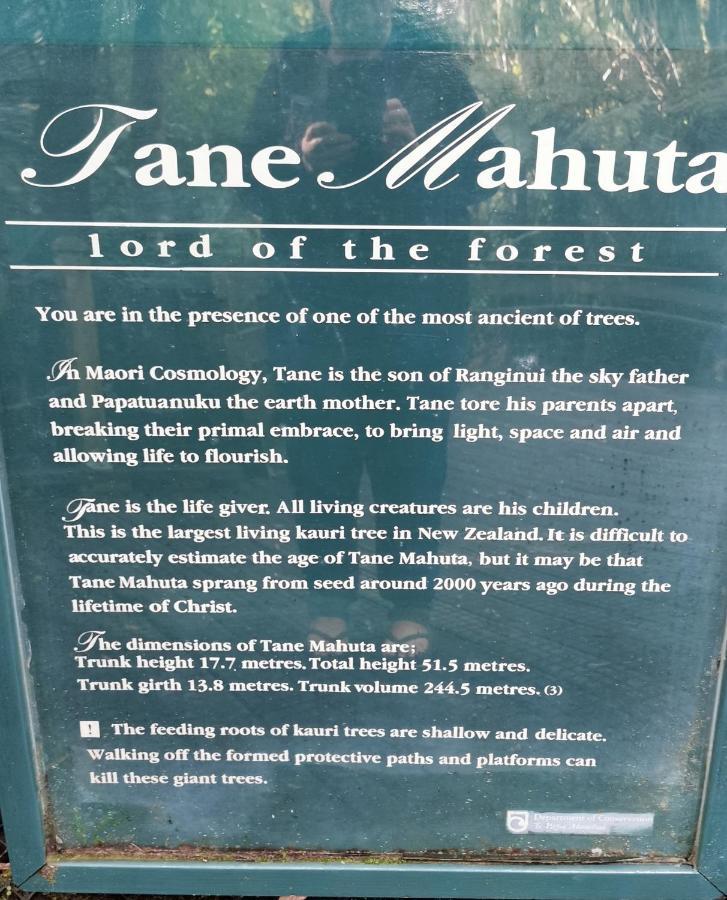 Tane Mahuta
lord of the forest
You are in the presence of one of the most ancient of trees.
In Maori Cosmology, Tane is the son of Ranginui the sky father
and Papatuanuku the earth mother. Tane tore his parents apart,
breaking their primal embrace, to bring light, space and air and
allowing life to flourish.
Tane is the life giver. All living creatures are his children.
This is the largest living kauri tree in New Zealand. It is difficult to
accurately estimate the age of Tane Mahuta, but it may be that
Tane Mahuta sprang from seed around 2000 years ago during the
lifetime of Christ.
The dimensions of Tane Mahuta are;
Trunk height 17.7 metres. Total height 51.5 metres.
Trunk girth 13.8 metres. Trunk volume 244.5 metres. (3)
! The feeding roots of kauri trees are shallow and delicate.
Walking off the formed protective paths and platforms can
kill these giant trees.
Department of Conservation
Te Papa Atawhai